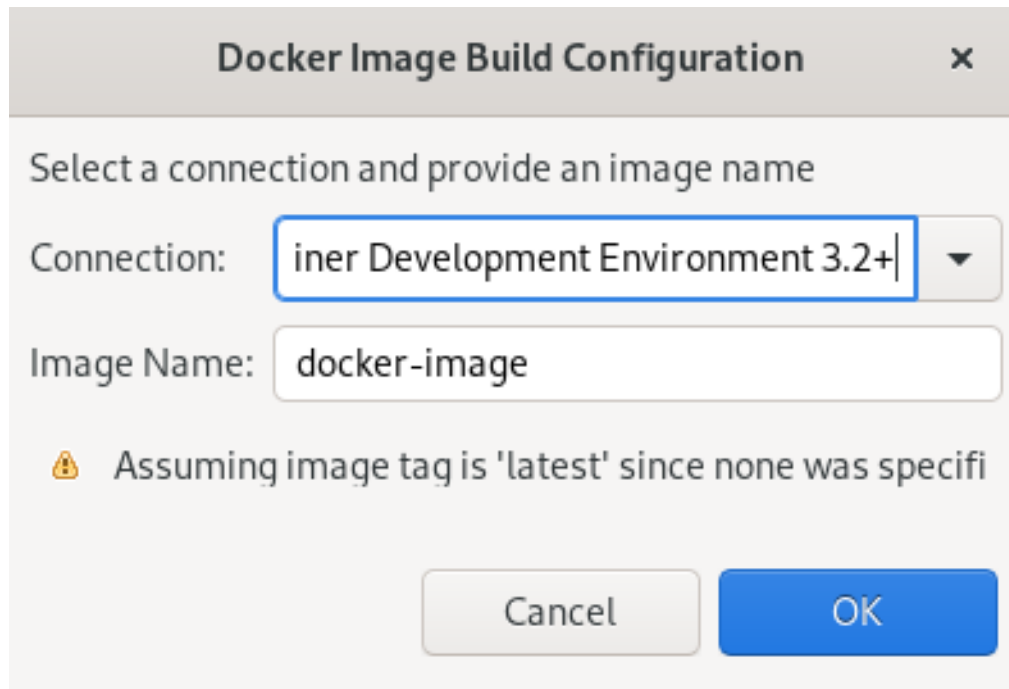 Docker Image Build Configuration
Select a connection and provide an image name
Connection: iner Development Environment 3.2+
Image Name: docker-image
Assuming image tag is 'latest' since none was specifi
Cancel OK